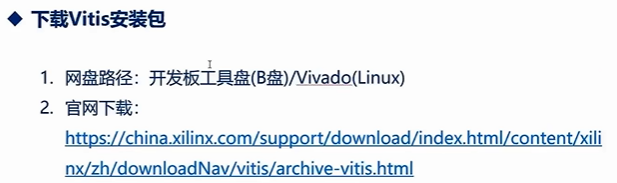 ◆ 下载Vitis安装包
1. 网盘路径：开发板工具盘(B盘)/Vivado(Linux)
2. 官网下载：
https://china.xilinx.com/support/download/index.html/content/xili
nx/zh/downloadNav/vitis/archive-vitis.html